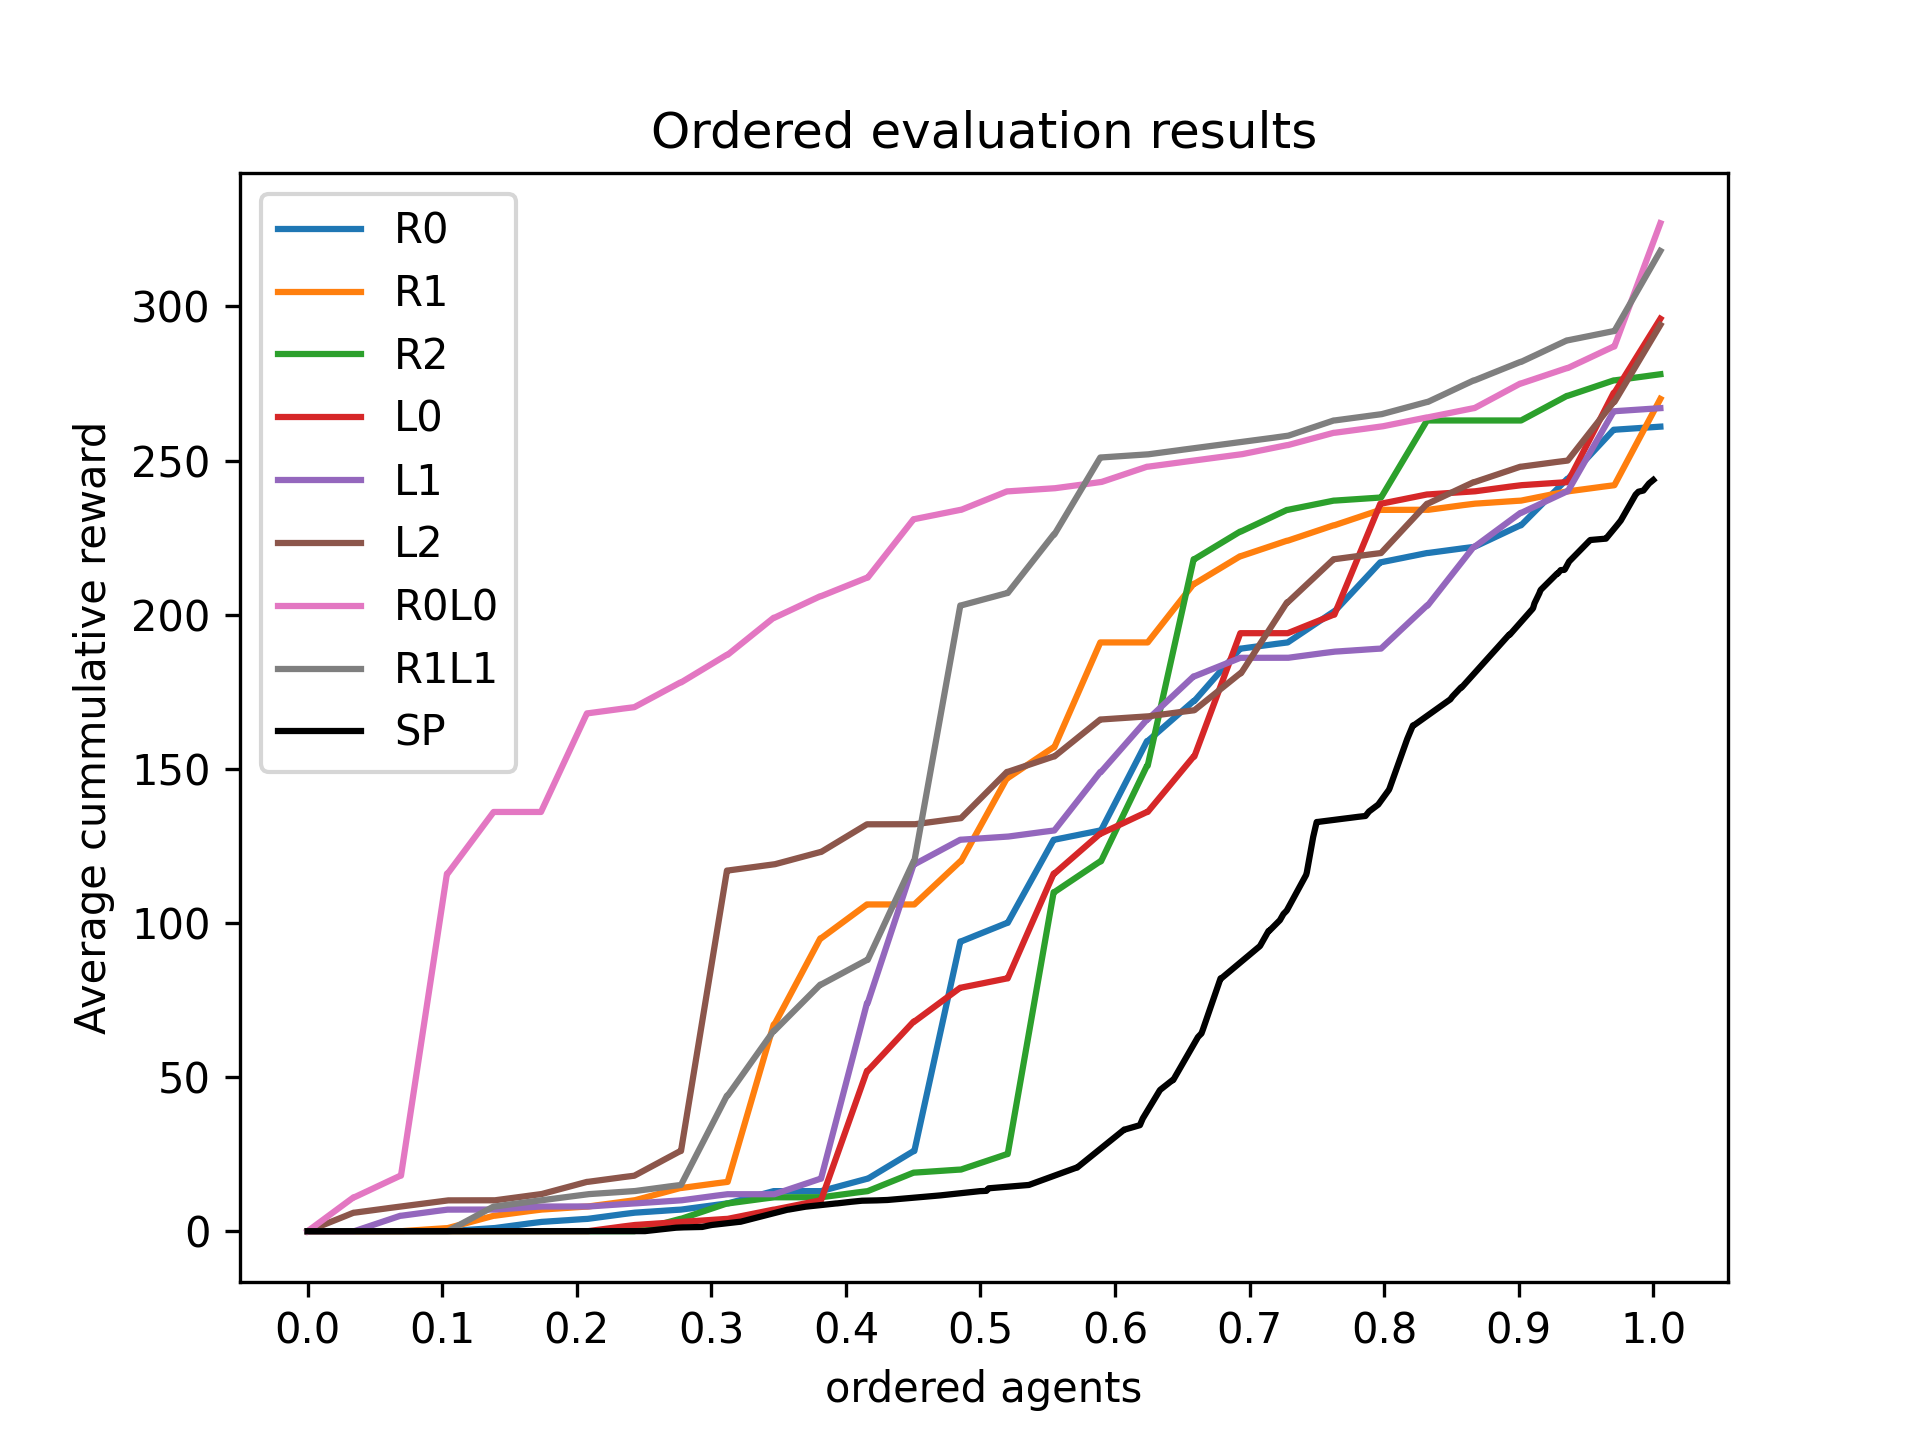 Ordered evaluation results
R0
R1
R2
L0
L1
L2
R0L0
R1L1
SP
Average cummulative reward
300
250
200
150
100
50
0
0.0 0.1 0.2 0.3 0.4 0.5 0.6 0.7 0.8 0.9 1.0
ordered agents